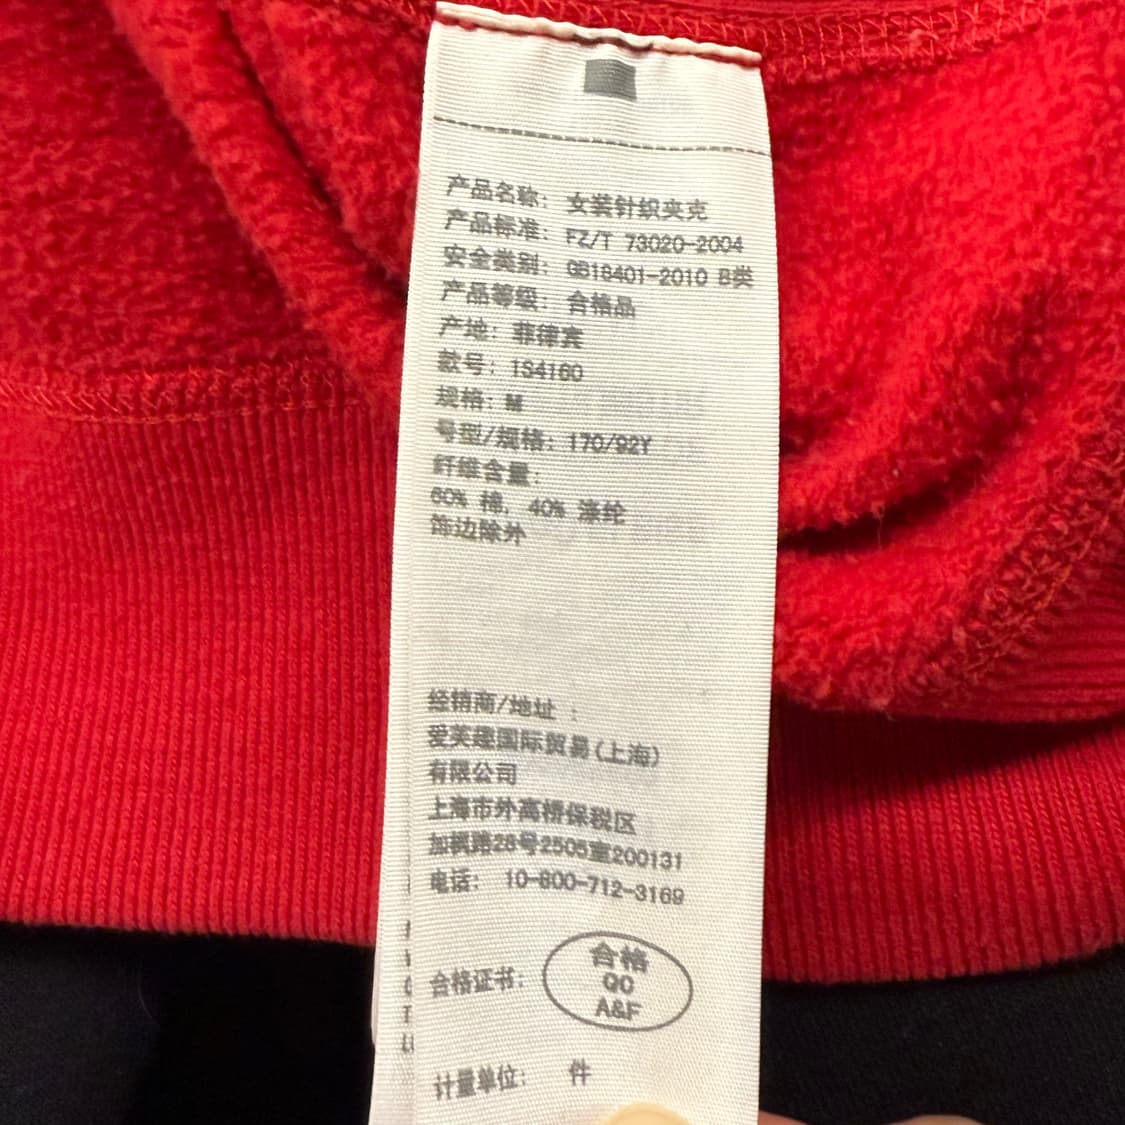 产品名称: 女装针织夹克
产品标准: FZ/T 73020-2004
安全类别: GB18401-2010 B类
产品等级: 合格品
产地: 菲律宾
款号: 1S4160
规格: M
号型/规格: 170/92Y
纤维含量:
60% 棉, 40% 涤纶
饰边除外
经销商/地址 :
爱芙趣国际贸易(上海)
有限公司
上海市外高桥保税区
加枫路28号2505室200131
电话: 10-800-712-3169
合格证书:
合格
QC
A&F
计量单位: 件